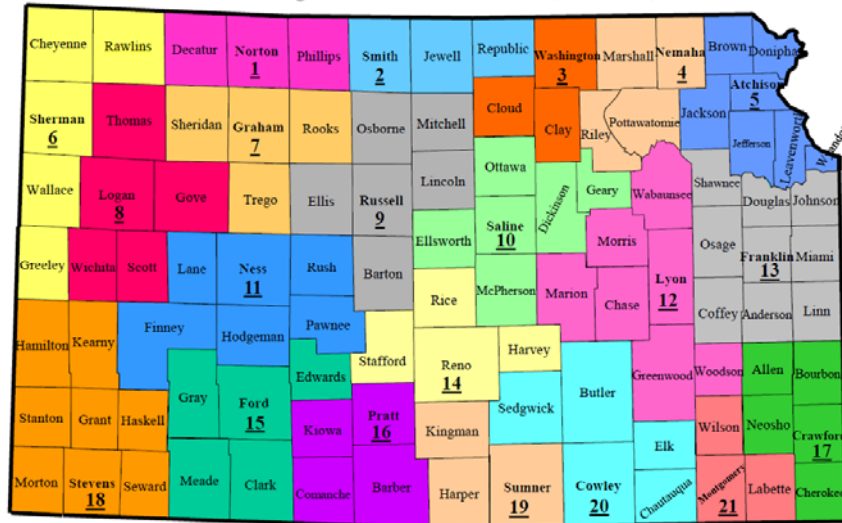 Cheyenne
Rawlins
Decatur
Norton
1
Phillips
Smith
2
Jewell
Republic
Washington
3
Marshall
Nemaha
4
Brown
Doniphan
Atchison
5
Sherman
6
Thomas
Sheridan
Graham
7
Rooks
Osborne
Mitchell
Cloud
Clay
Riley
Pottawatomie
Jackson
Jefferson
Leavenworth
Wallace
Logan
8
Gove
Trego
Ellis
Russell
9
Lincoln
Ottawa
Saline
10
Dickinson
Geary
Wabaunsee
Shawnee
Douglas
Johnson
Greeley
Wichita
Scott
Lane
Ness
11
Rush
Barton
Ellsworth
McPherson
Morris
Marion
Chase
Lyon
12
Osage
Franklin
13
Miami
Hamilton
Kearny
Finney
Hodgeman
Pawnee
Rice
Coffey
Anderson
Linn
Stafford
Reno
14
Harvey
Edwards
Gray
Ford
15
Butler
Greenwood
Woodson
Allen
Bourbon
Stanton
Grant
Haskell
Kiowa
Pratt
16
Kingman
Sedgwick
Elk
Wilson
Neosho
Crawford
17
Morton
Stevens
18
Seward
Meade
Clark
Comanche
Barber
Harper
Sumner
19
Cowley
20
Chautauqua
Montgomery
21
Labette
Cherokee